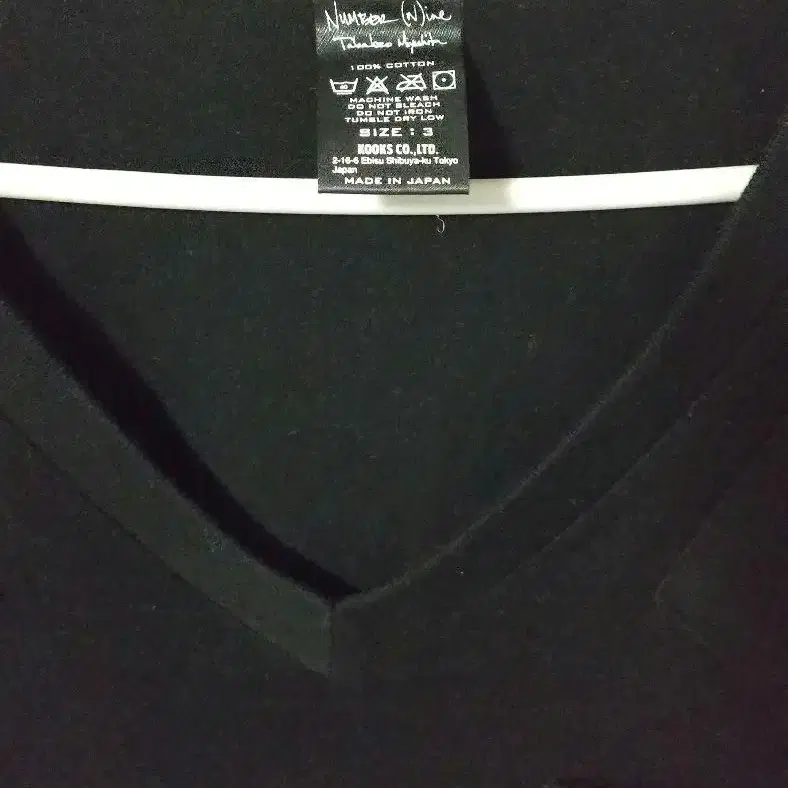 NUMBER (N)ine
Takahiro Miyashita
100% COTTON
40
MACHINE WASH
DO NOT BLEACH
DO NOT IRON
TUMBLE DRY LOW
SIZE : 3
KOOKS CO.,LTD.
2-16-6 Ebisu Shibuya-ku Tokyo
Japan
MADE IN JAPAN